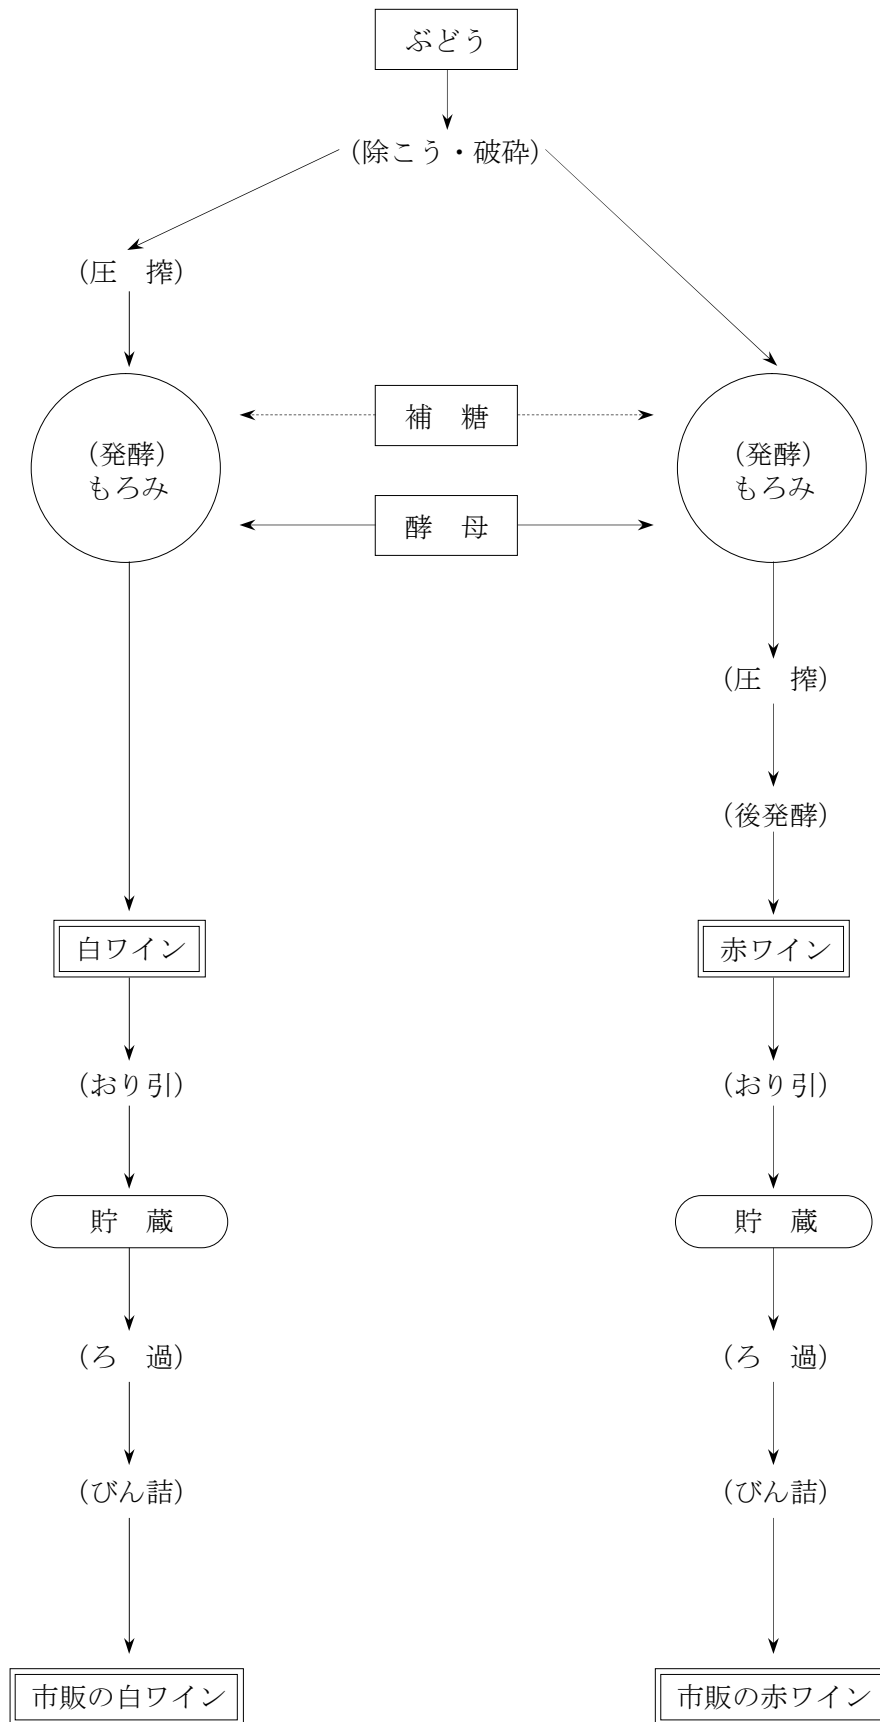 ぶどう
（除こう・破砕）
（圧　搾）
（発酵）
もろみ
補　糖
酵　母
（発酵）
もろみ
（圧　搾）
（後発酵）
白ワイン
赤ワイン
（おり引）
（おり引）
貯　蔵
貯　蔵
（ろ　過）
（ろ　過）
（びん詰）
（びん詰）
市販の白ワイン
市販の赤ワイン